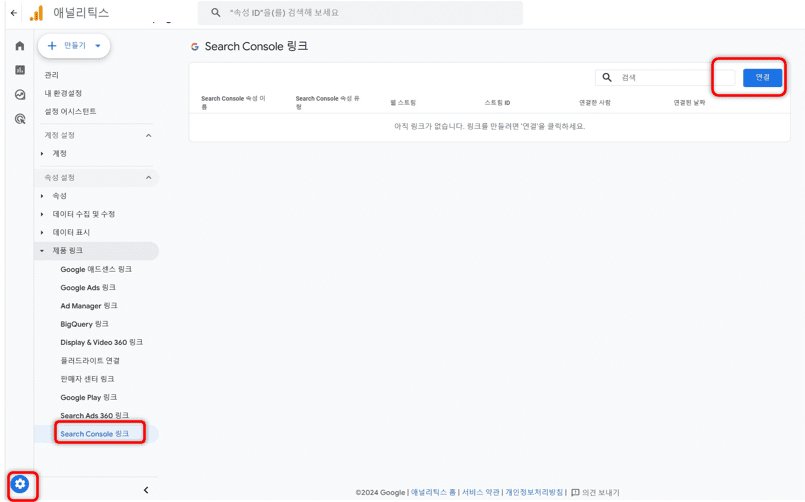 애널리틱스
"속성 ID"을(를) 검색해 보세요
만들기
Search Console 링크
관리
내 환경설정
설정 어시스턴트
계정 설정
계정
속성 설정
속성
데이터 수집 및 수정
데이터 표시
제품 링크
Google 애드센스 링크
Google Ads 링크
Ad Manager 링크
BigQuery 링크
Display & Video 360 링크
플러드라이트 연결
판매자 센터 링크
Google Play 링크
Search Ads 360 링크
Search Console 링크
검색
연결
Search Console 속성 이름
Search Console 속성 유형
웹 스트림
스트림 ID
연결한 사람
연결된 날짜
아직 링크가 없습니다. 링크를 만들려면 '연결'을 클릭하세요.
©2024 Google | 애널리틱스 홈 | 서비스 약관 | 개인정보처리방침 | 의견 보내기